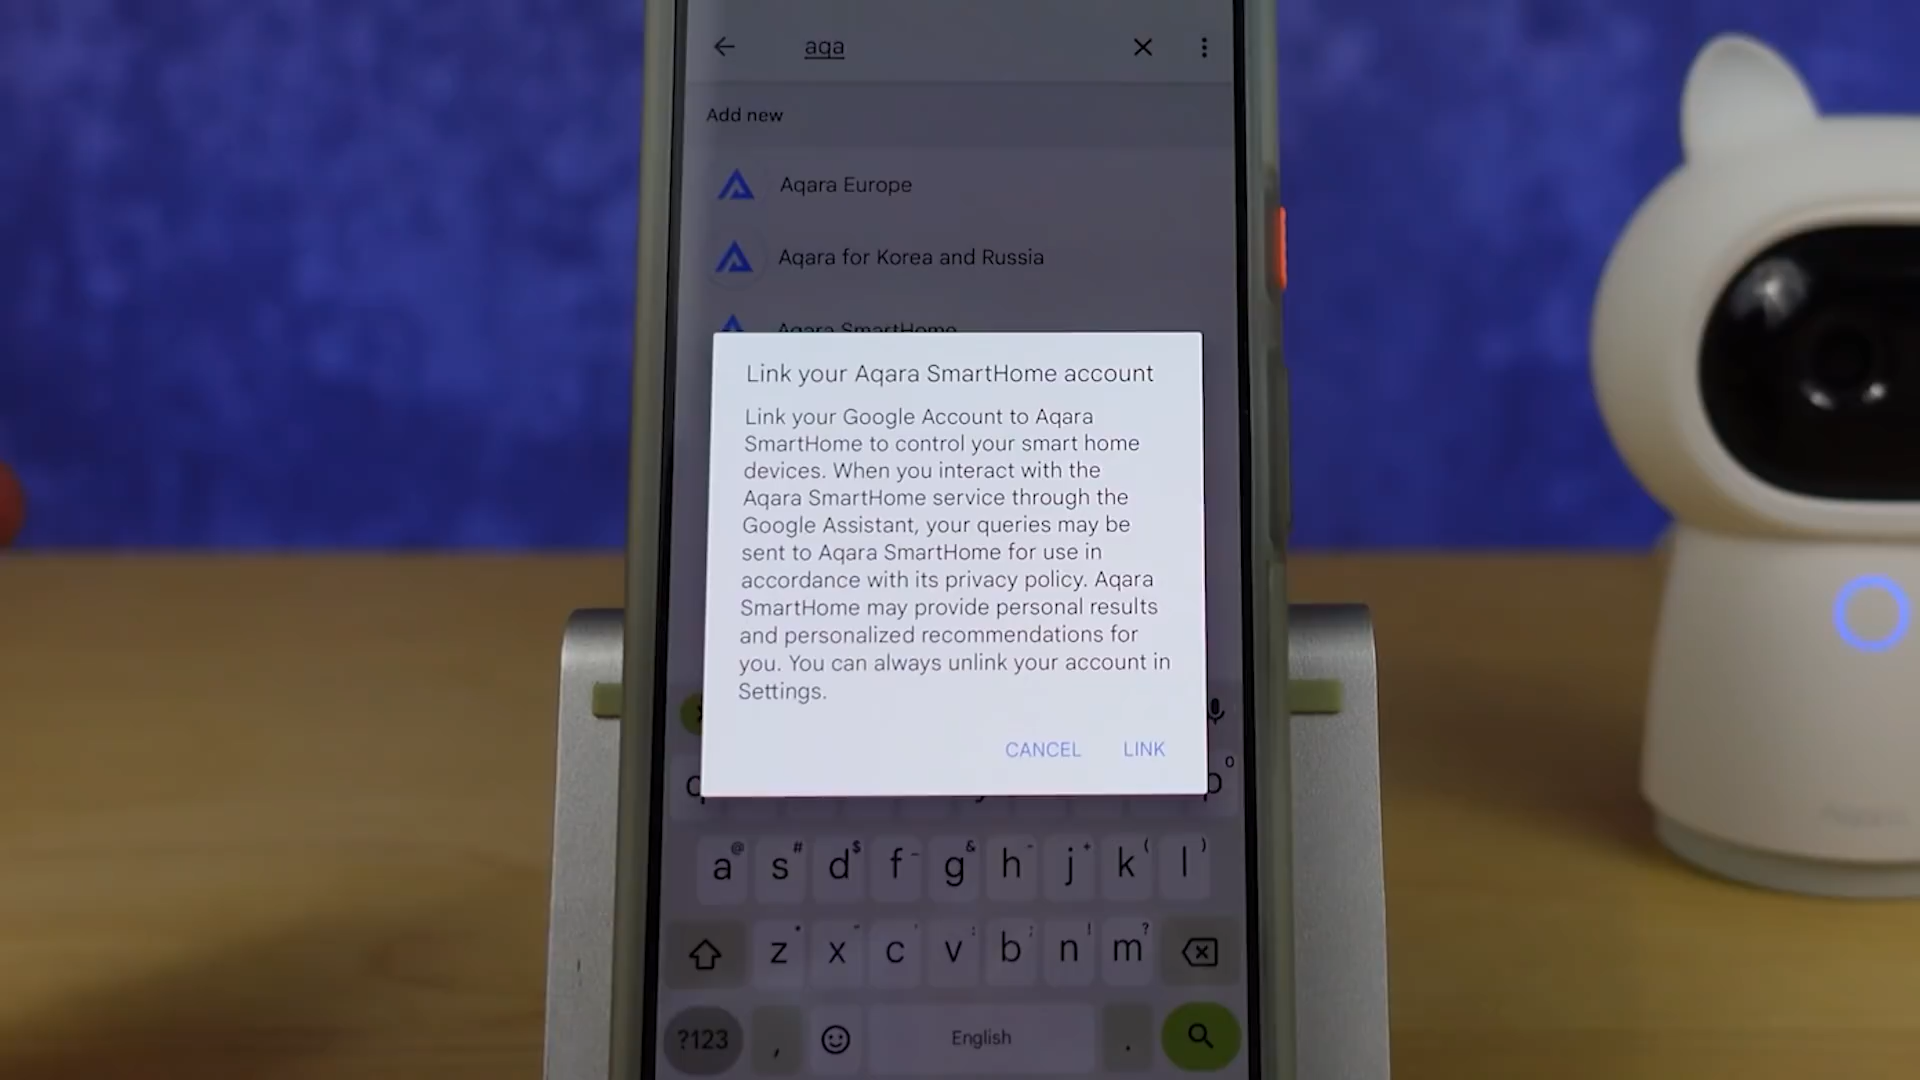 aqa
Add new
Aqara Europe
Aqara for Korea and Russia
Aqara SmartHome
Link your Aqara SmartHome account
Link your Google Account to Aqara
SmartHome to control your smart home
devices. When you interact with the
Aqara SmartHome service through the
Google Assistant, your queries may be
sent to Aqara SmartHome for use in
accordance with its privacy policy. Aqara
SmartHome may provide personal results
and personalized recommendations for
you. You can always unlink your account in
Settings.
CANCEL LINK
a @ s # d $ f - g & h - j + k ( l )
z x c v : b ; n ! m ?
?123 , English .